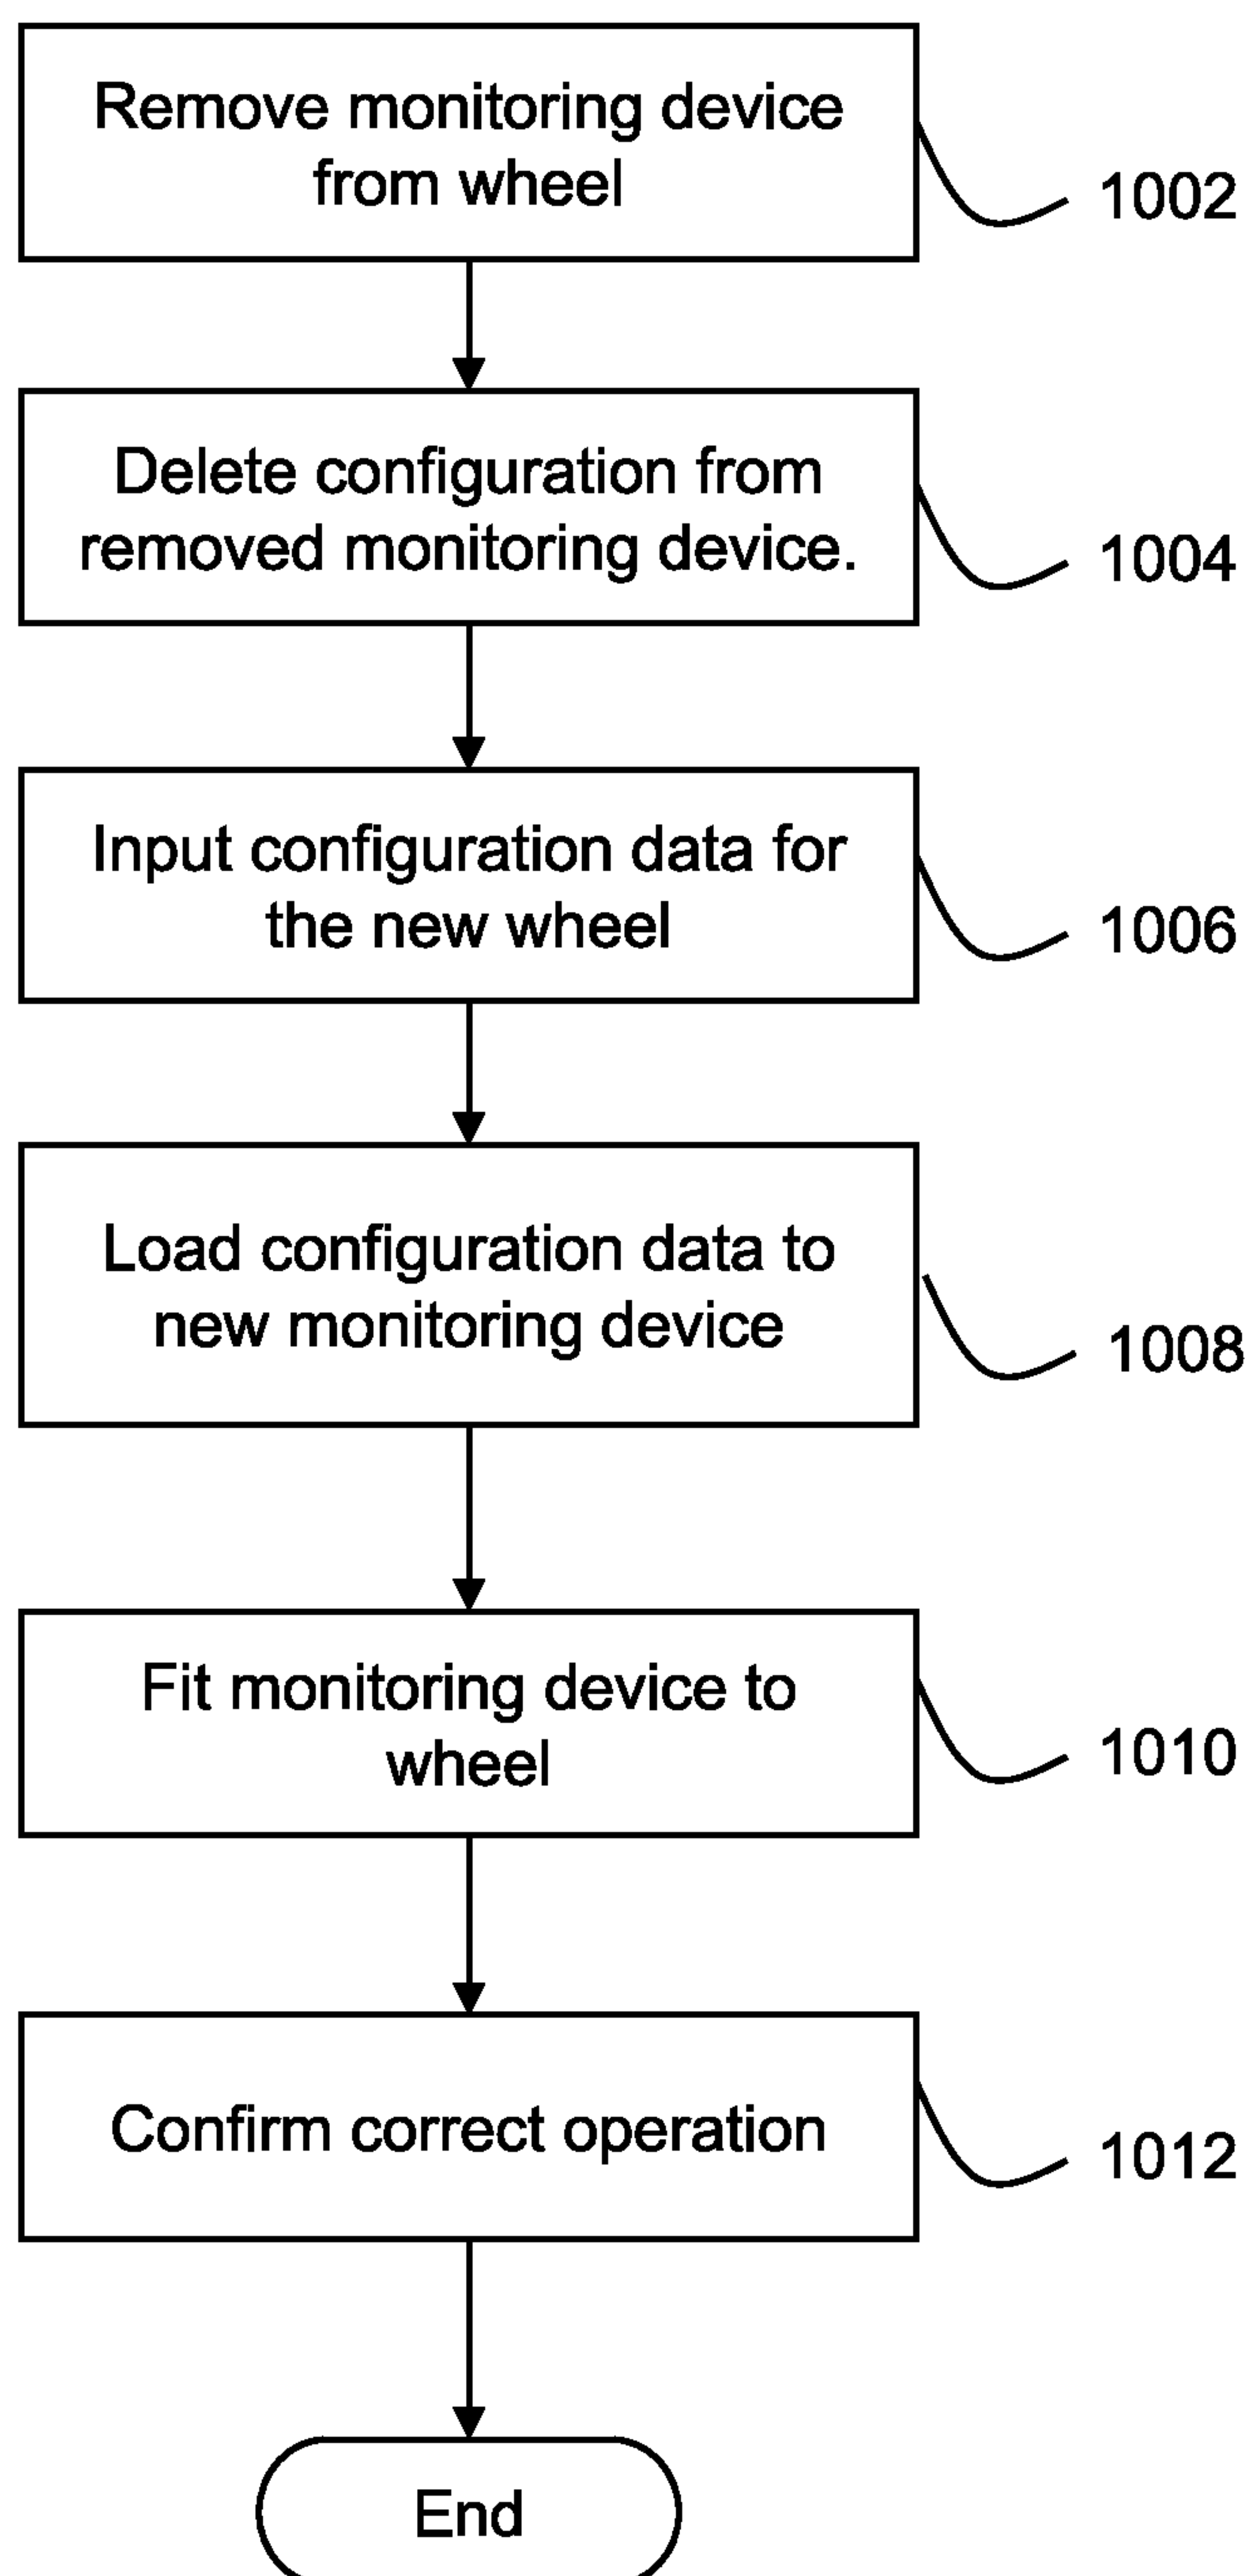 Remove monitoring device
from wheel
1002
Delete configuration from
removed monitoring device.
1004
Input configuration data for
the new wheel
1006
Load configuration data to
new monitoring device
1008
Fit monitoring device to
wheel
1010
Confirm correct operation
1012
End